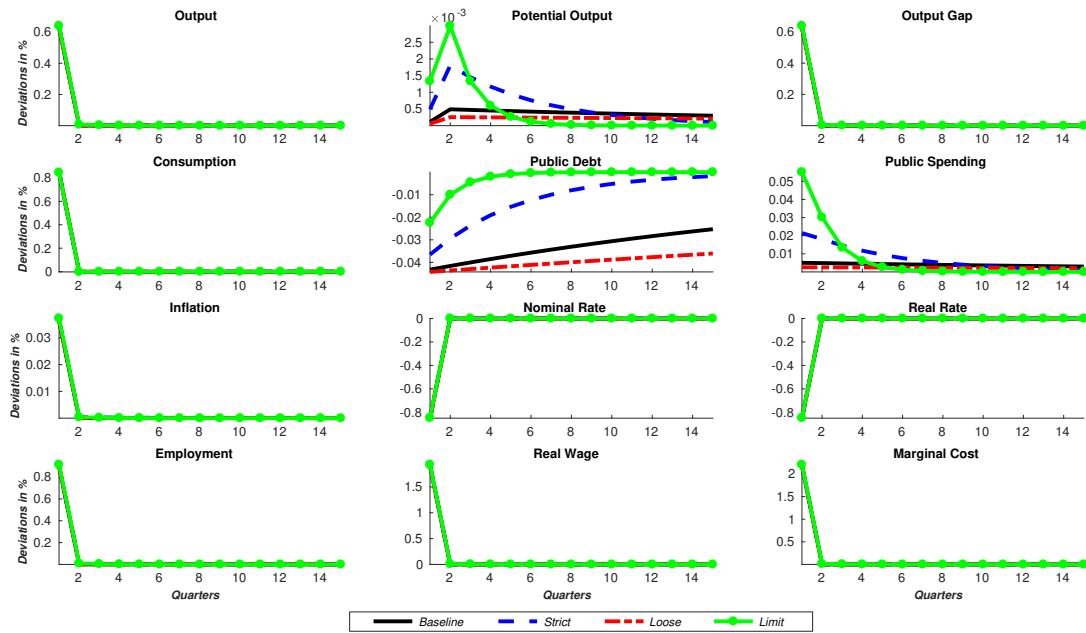 Output
Potential Output
Output Gap
× 10⁻³
Deviations in %
0.6
0.4
0.2
2 4 6 8 10 12 14
2.5
2
1.5
1
0.5
2 4 6 8 10 12 14
0.6
0.4
0.2
2 4 6 8 10 12 14
Consumption
Public Debt
Public Spending
Deviations in %
0.8
0.6
0.4
0.2
0
2 4 6 8 10 12 14
-0.01
-0.02
-0.03
-0.04
2 4 6 8 10 12 14
0.05
0.04
0.03
0.02
0.01
2 4 6 8 10 12 14
Inflation
Nominal Rate
Real Rate
Deviations in %
0.03
0.02
0.01
2 4 6 8 10 12 14
0
-0.2
-0.4
-0.6
-0.8
2 4 6 8 10 12 14
0
-0.2
-0.4
-0.6
-0.8
2 4 6 8 10 12 14
Employment
Real Wage
Marginal Cost
Deviations in %
0.8
0.6
0.4
0.2
2 4 6 8 10 12 14
1.5
1
0.5
0
2 4 6 8 10 12 14
2
1.5
1
0.5
2 4 6 8 10 12 14
Quarters
Quarters
Quarters
Baseline Strict Loose Limit